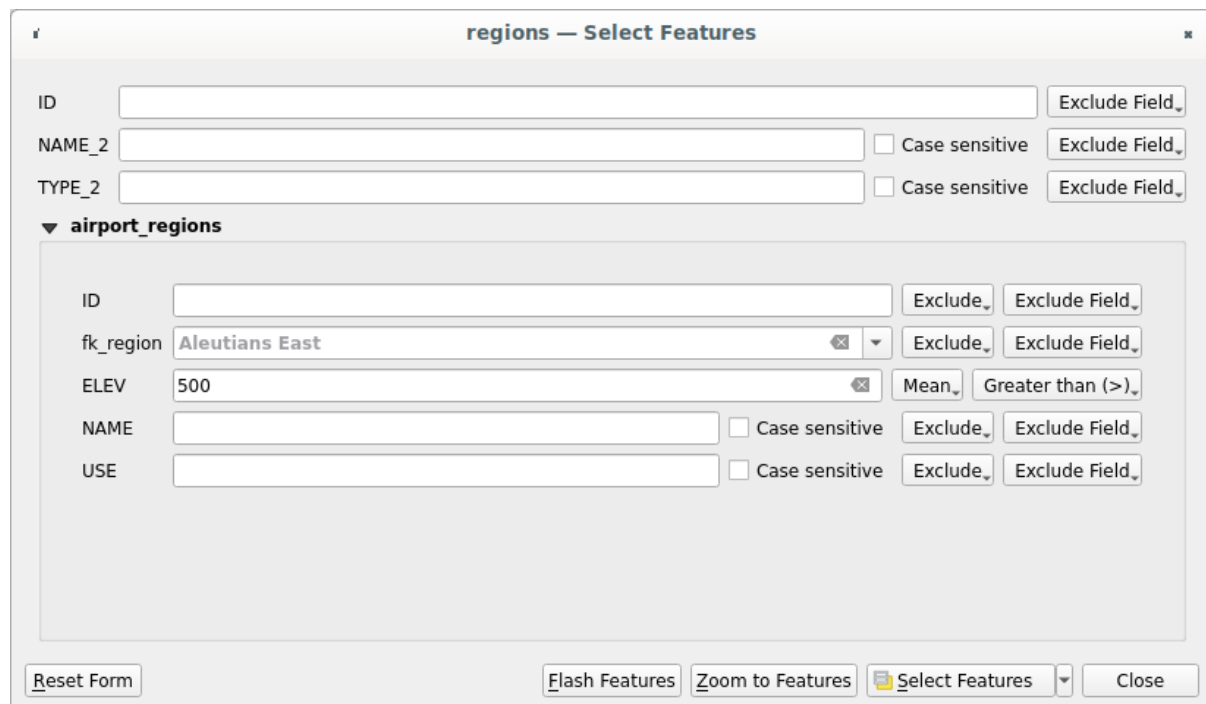 regions — Select Features
ID Exclude Field
NAME_2 Case sensitive Exclude Field
TYPE_2 Case sensitive Exclude Field
airport_regions
ID Exclude Exclude Field
fk_region Aleutians East Exclude Exclude Field
ELEV 500 Mean Greater than (>)
NAME Case sensitive Exclude Exclude Field
USE Case sensitive Exclude Exclude Field
Reset Form Flash Features Zoom to Features Select Features Close